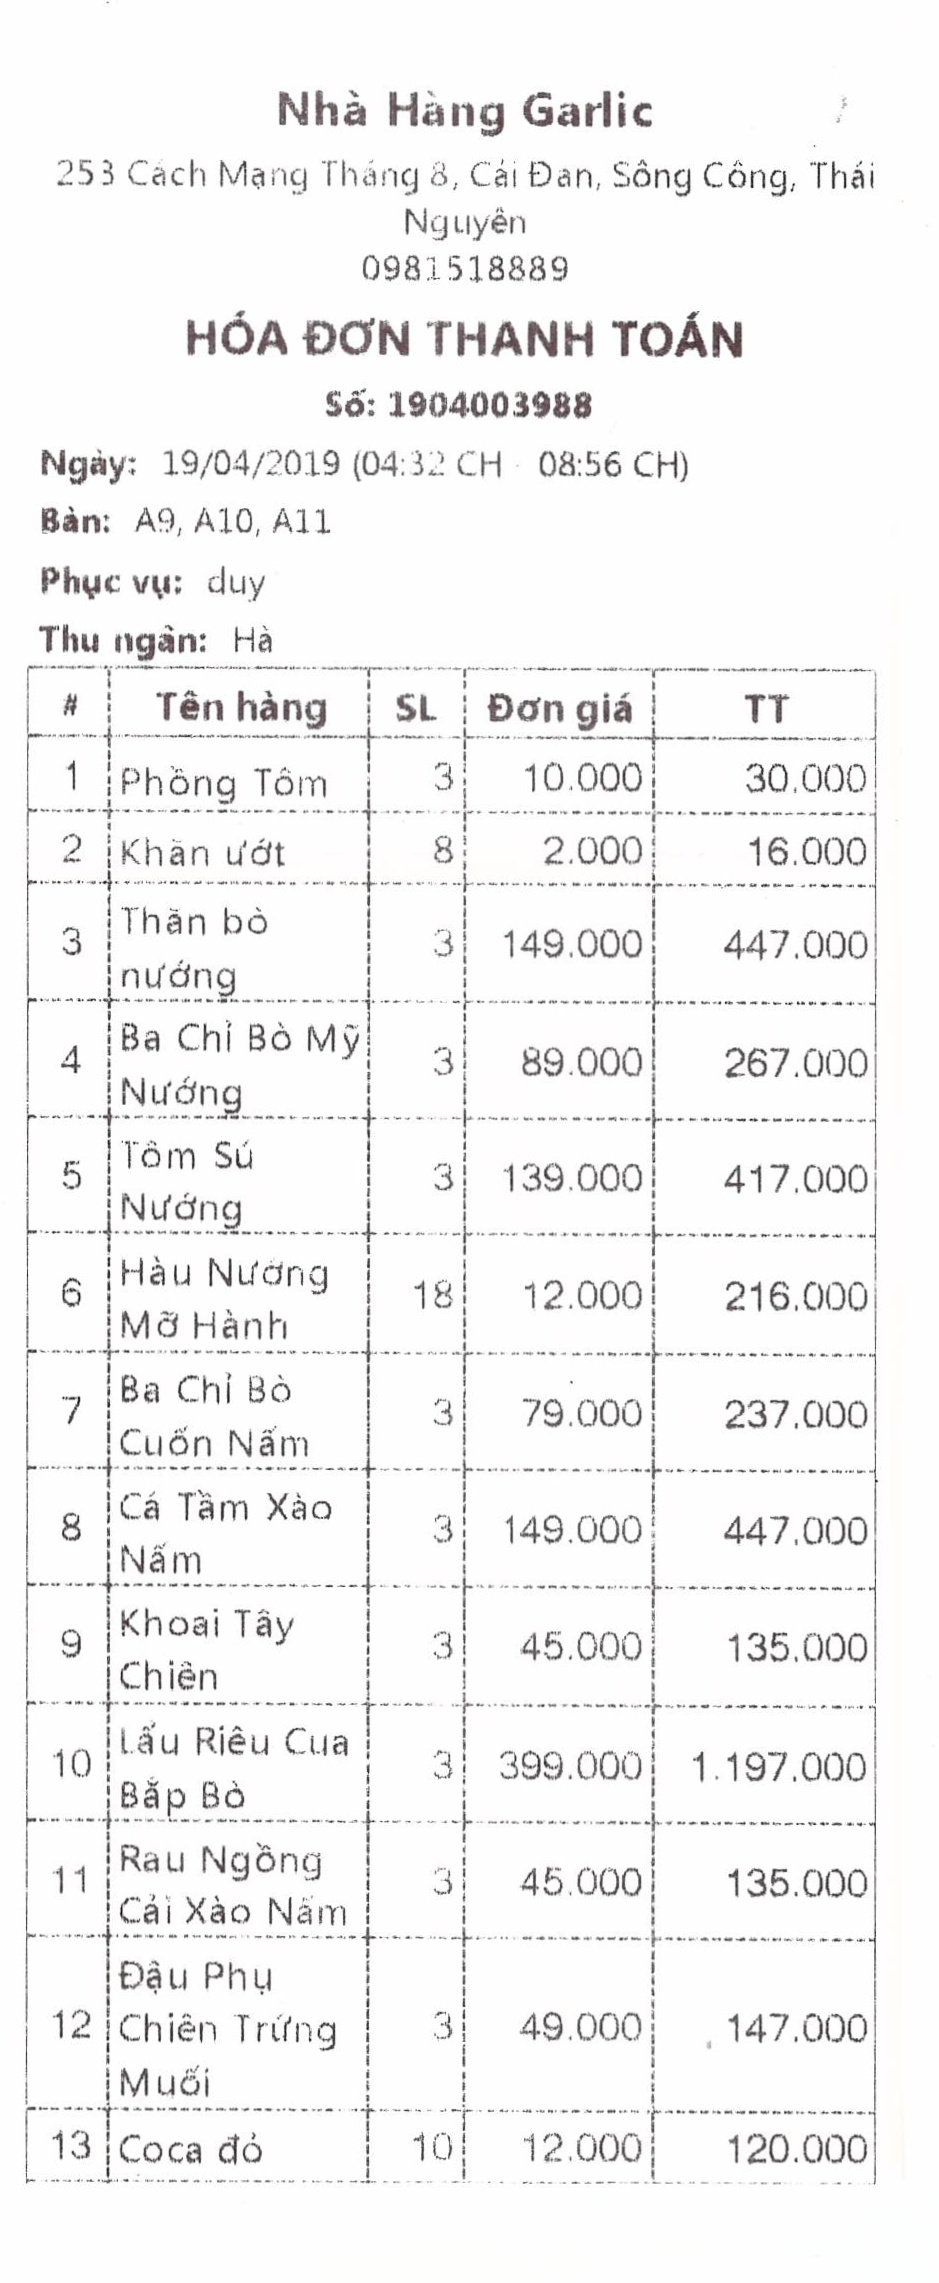 Nhà Hàng Garlic
253 Cách Mạng Tháng 8, Cải Đan, Sông Công, Thái
Nguyên
0981518889
HÓA ĐƠN THANH TOÁN
Số: 1904003988
Ngày: 19/04/2019 (04:32 CH - 08:56 CH)
Bàn: A9, A10, A11
Phục vụ: duy
Thu ngân: Hà
# Tên hàng SL Đơn giá TT
1 Phồng Tôm 3 10.000 30.000
2 Khăn ướt 8 2.000 16.000
3 Thăn bò
nướng 3 149.000 447.000
4 Ba Chỉ Bò Mỹ
Nướng 3 89.000 267.000
5 Tôm Sú
Nướng 3 139.000 417.000
6 Hàu Nướng
Mỡ Hành 18 12.000 216.000
7 Ba Chỉ Bò
Cuốn Nấm 3 79.000 237.000
8 Cá Tầm Xào
Nấm 3 149.000 447.000
9 Khoai Tây
Chiên 3 45.000 135.000
10 Lẩu Riêu Cua
Bắp Bò 3 399.000 1.197.000
11 Rau Ngồng
Cải Xào Nấm 3 45.000 135.000
12 Đậu Phụ
Chiên Trứng
Muối 3 49.000 147.000
13 Coca đỏ 10 12.000 120.000